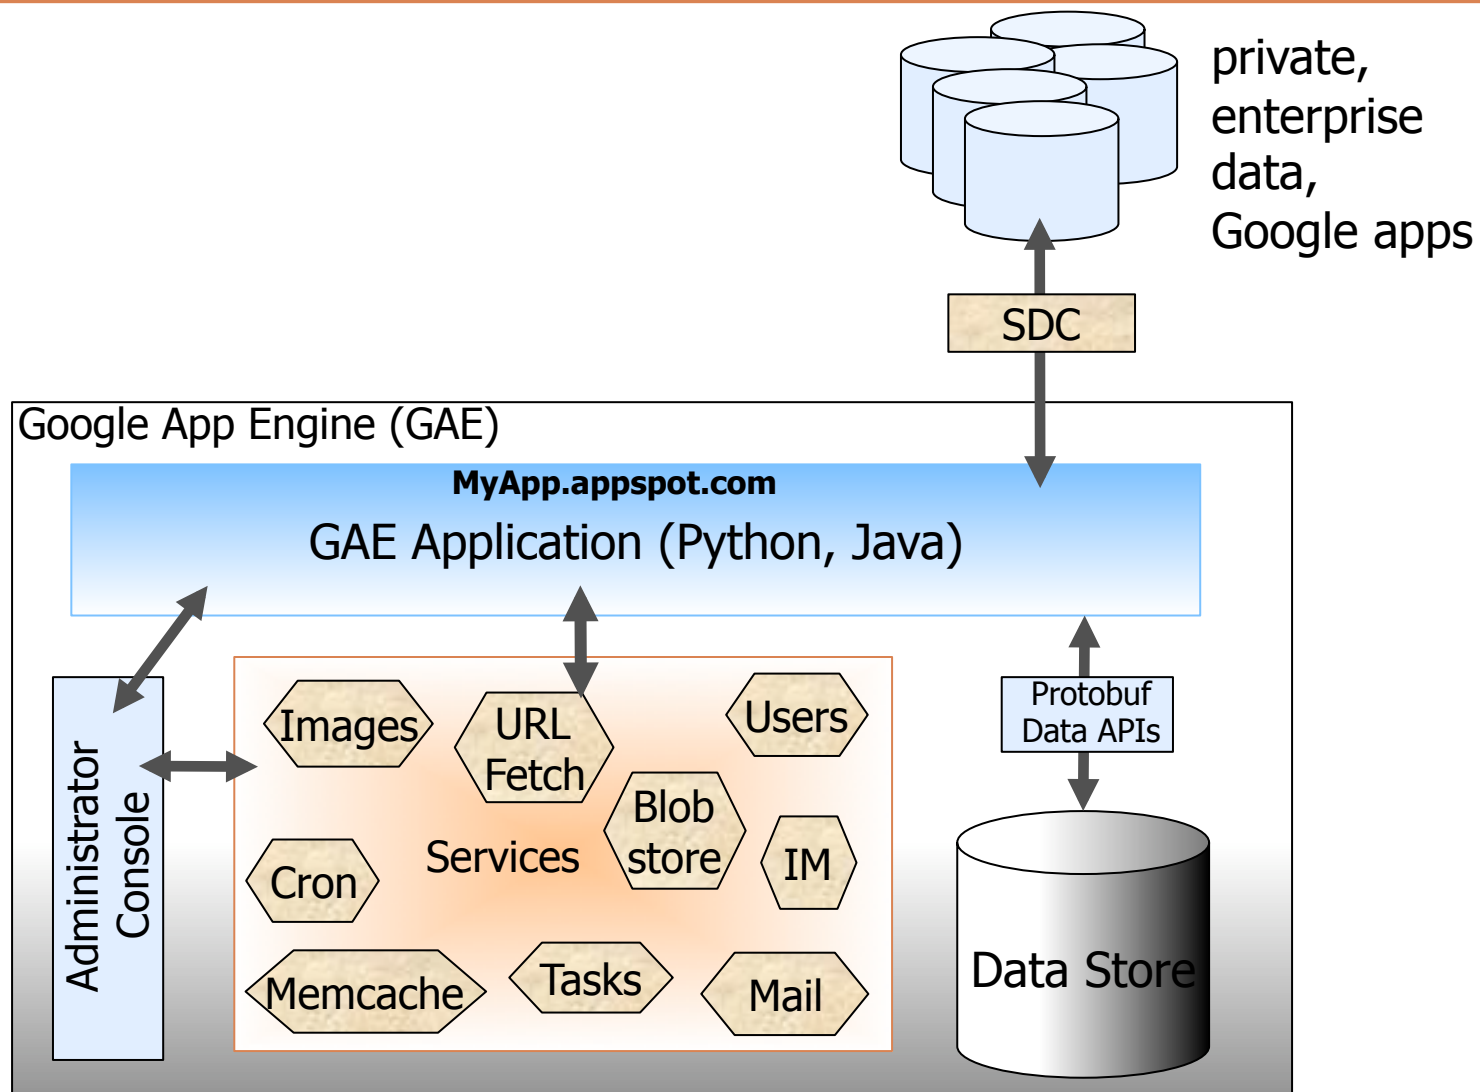 private,
enterprise
data,
Google apps
SDC
Google App Engine (GAE)
MyApp.appspot.com
GAE Application (Python, Java)
Administrator
Console
Images
URL
Fetch
Users
Protobuf
Data APIs
Blob
store
Services
IM
Cron
Memcache
Tasks
Mail
Data Store